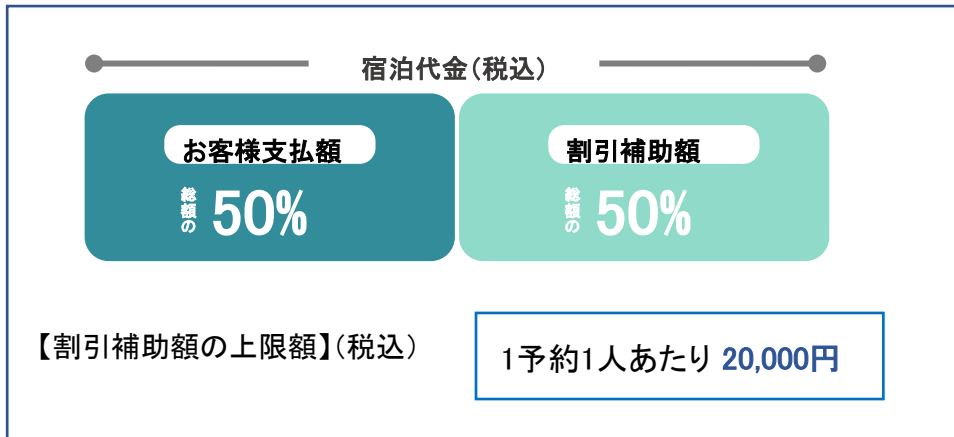 宿泊代金（税込）
お客様支払額
総額の 50%
割引補助額
総額の 50%
【割引補助額の上限額】（税込）
1予約1人あたり 20,000円